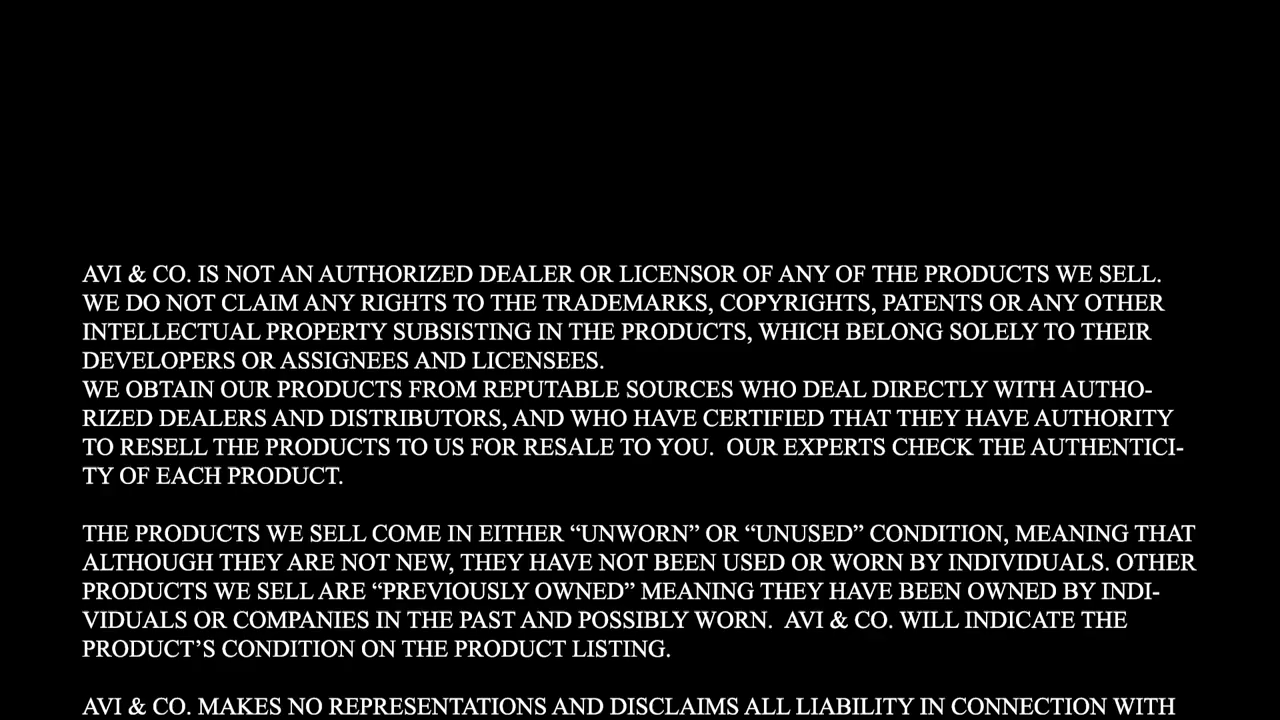 AVI & CO. IS NOT AN AUTHORIZED DEALER OR LICENSOR OF ANY OF THE PRODUCTS WE SELL.
WE DO NOT CLAIM ANY RIGHTS TO THE TRADEMARKS, COPYRIGHTS, PATENTS OR ANY OTHER
INTELLECTUAL PROPERTY SUBSISTING IN THE PRODUCTS, WHICH BELONG SOLELY TO THEIR
DEVELOPERS OR ASSIGNEES AND LICENSEES.
WE OBTAIN OUR PRODUCTS FROM REPUTABLE SOURCES WHO DEAL DIRECTLY WITH AUTHO-
RIZED DEALERS AND DISTRIBUTORS, AND WHO HAVE CERTIFIED THAT THEY HAVE AUTHORITY
TO RESELL THE PRODUCTS TO US FOR RESALE TO YOU.  OUR EXPERTS CHECK THE AUTHENTICI-
TY OF EACH PRODUCT.
THE PRODUCTS WE SELL COME IN EITHER “UNWORN” OR “UNUSED” CONDITION, MEANING THAT
ALTHOUGH THEY ARE NOT NEW, THEY HAVE NOT BEEN USED OR WORN BY INDIVIDUALS. OTHER
PRODUCTS WE SELL ARE “PREVIOUSLY OWNED” MEANING THEY HAVE BEEN OWNED BY INDI-
VIDUALS OR COMPANIES IN THE PAST AND POSSIBLY WORN.  AVI & CO. WILL INDICATE THE
PRODUCT’S CONDITION ON THE PRODUCT LISTING.
AVI & CO. MAKES NO REPRESENTATIONS AND DISCLAIMS ALL LIABILITY IN CONNECTION WITH